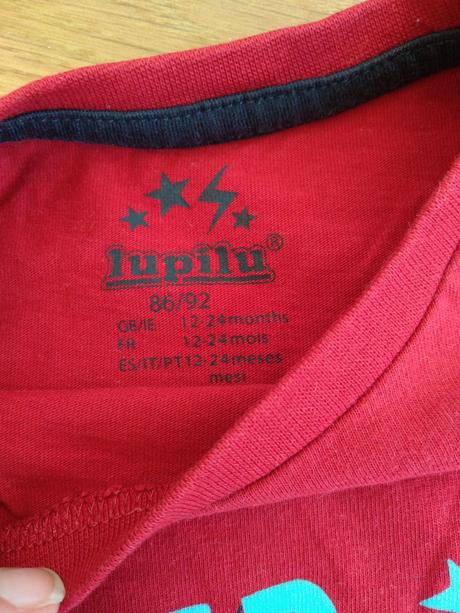 lupilu®
86/92
GB/IE 12-24months
FR 12-24mois
ES/IT/PT12-24meses
mesi